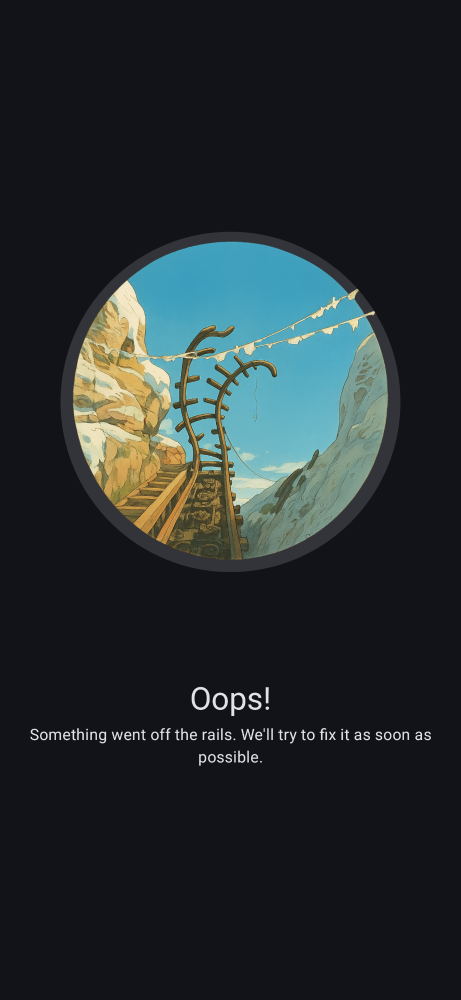 Oops!
Something went off the rails. We'll try to fix it as soon as
possible.